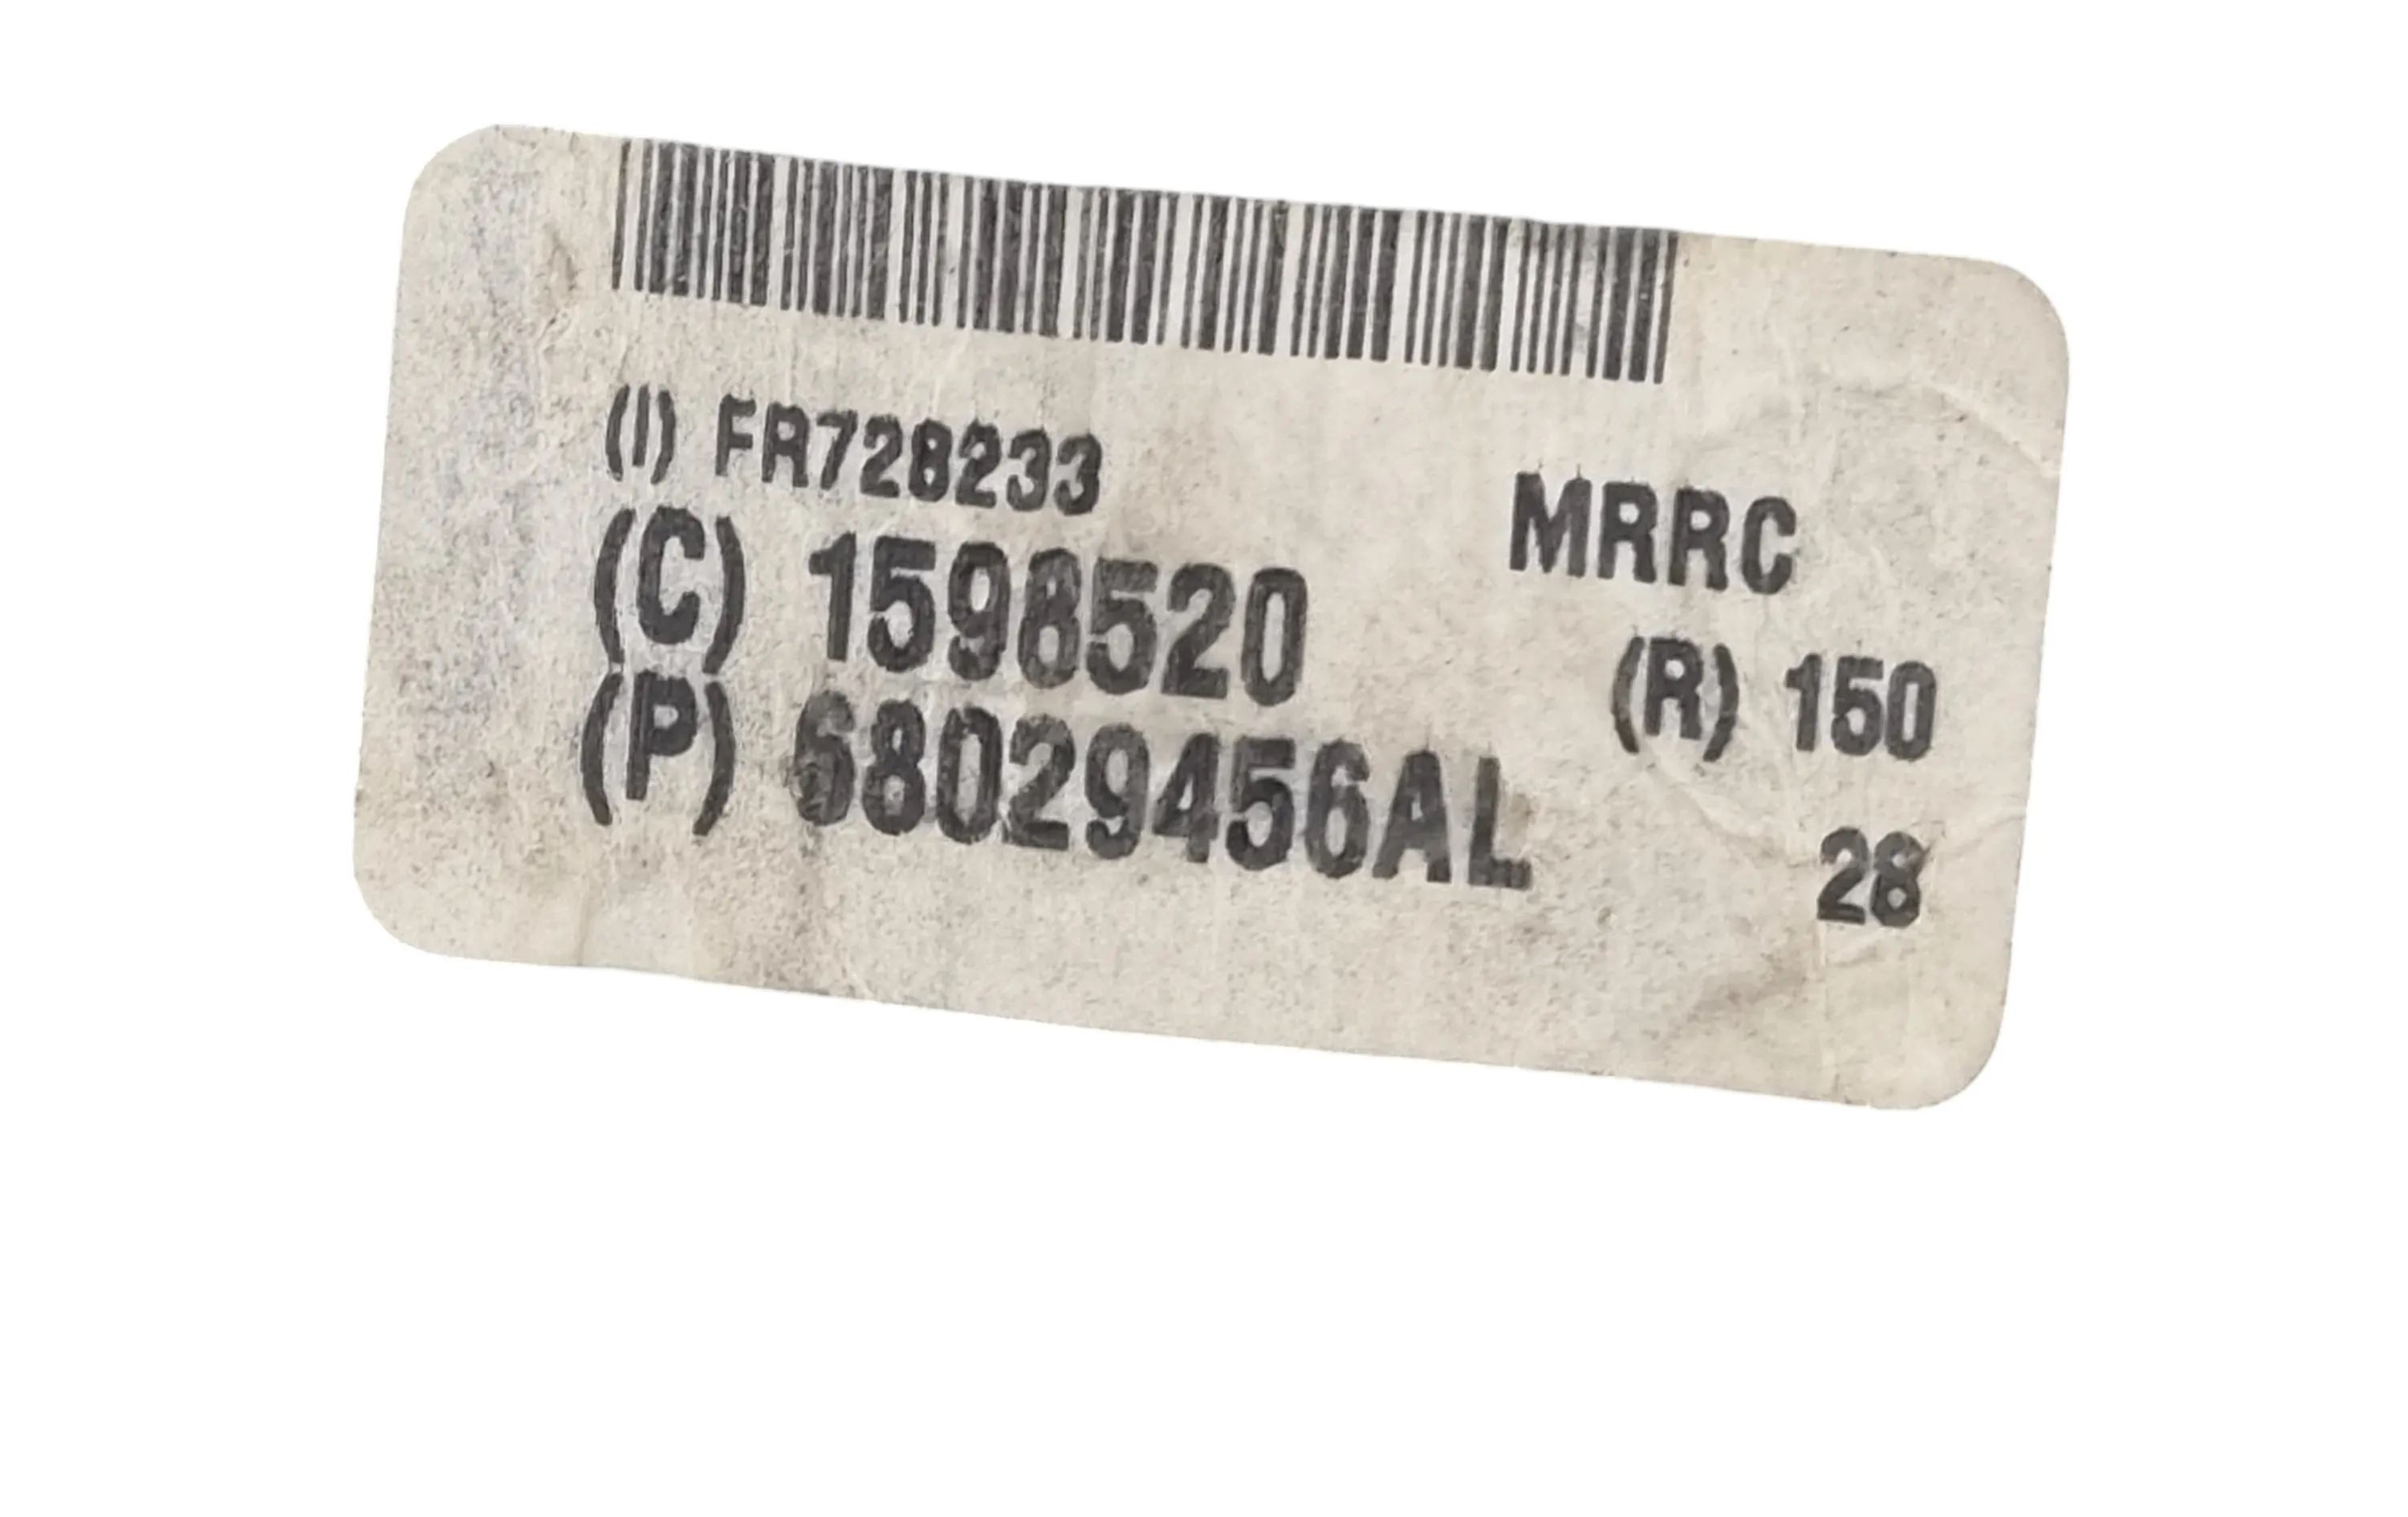 (I) FR728233
MRRC
(C) 1598520
(R) 150
(P) 68029456AL
28